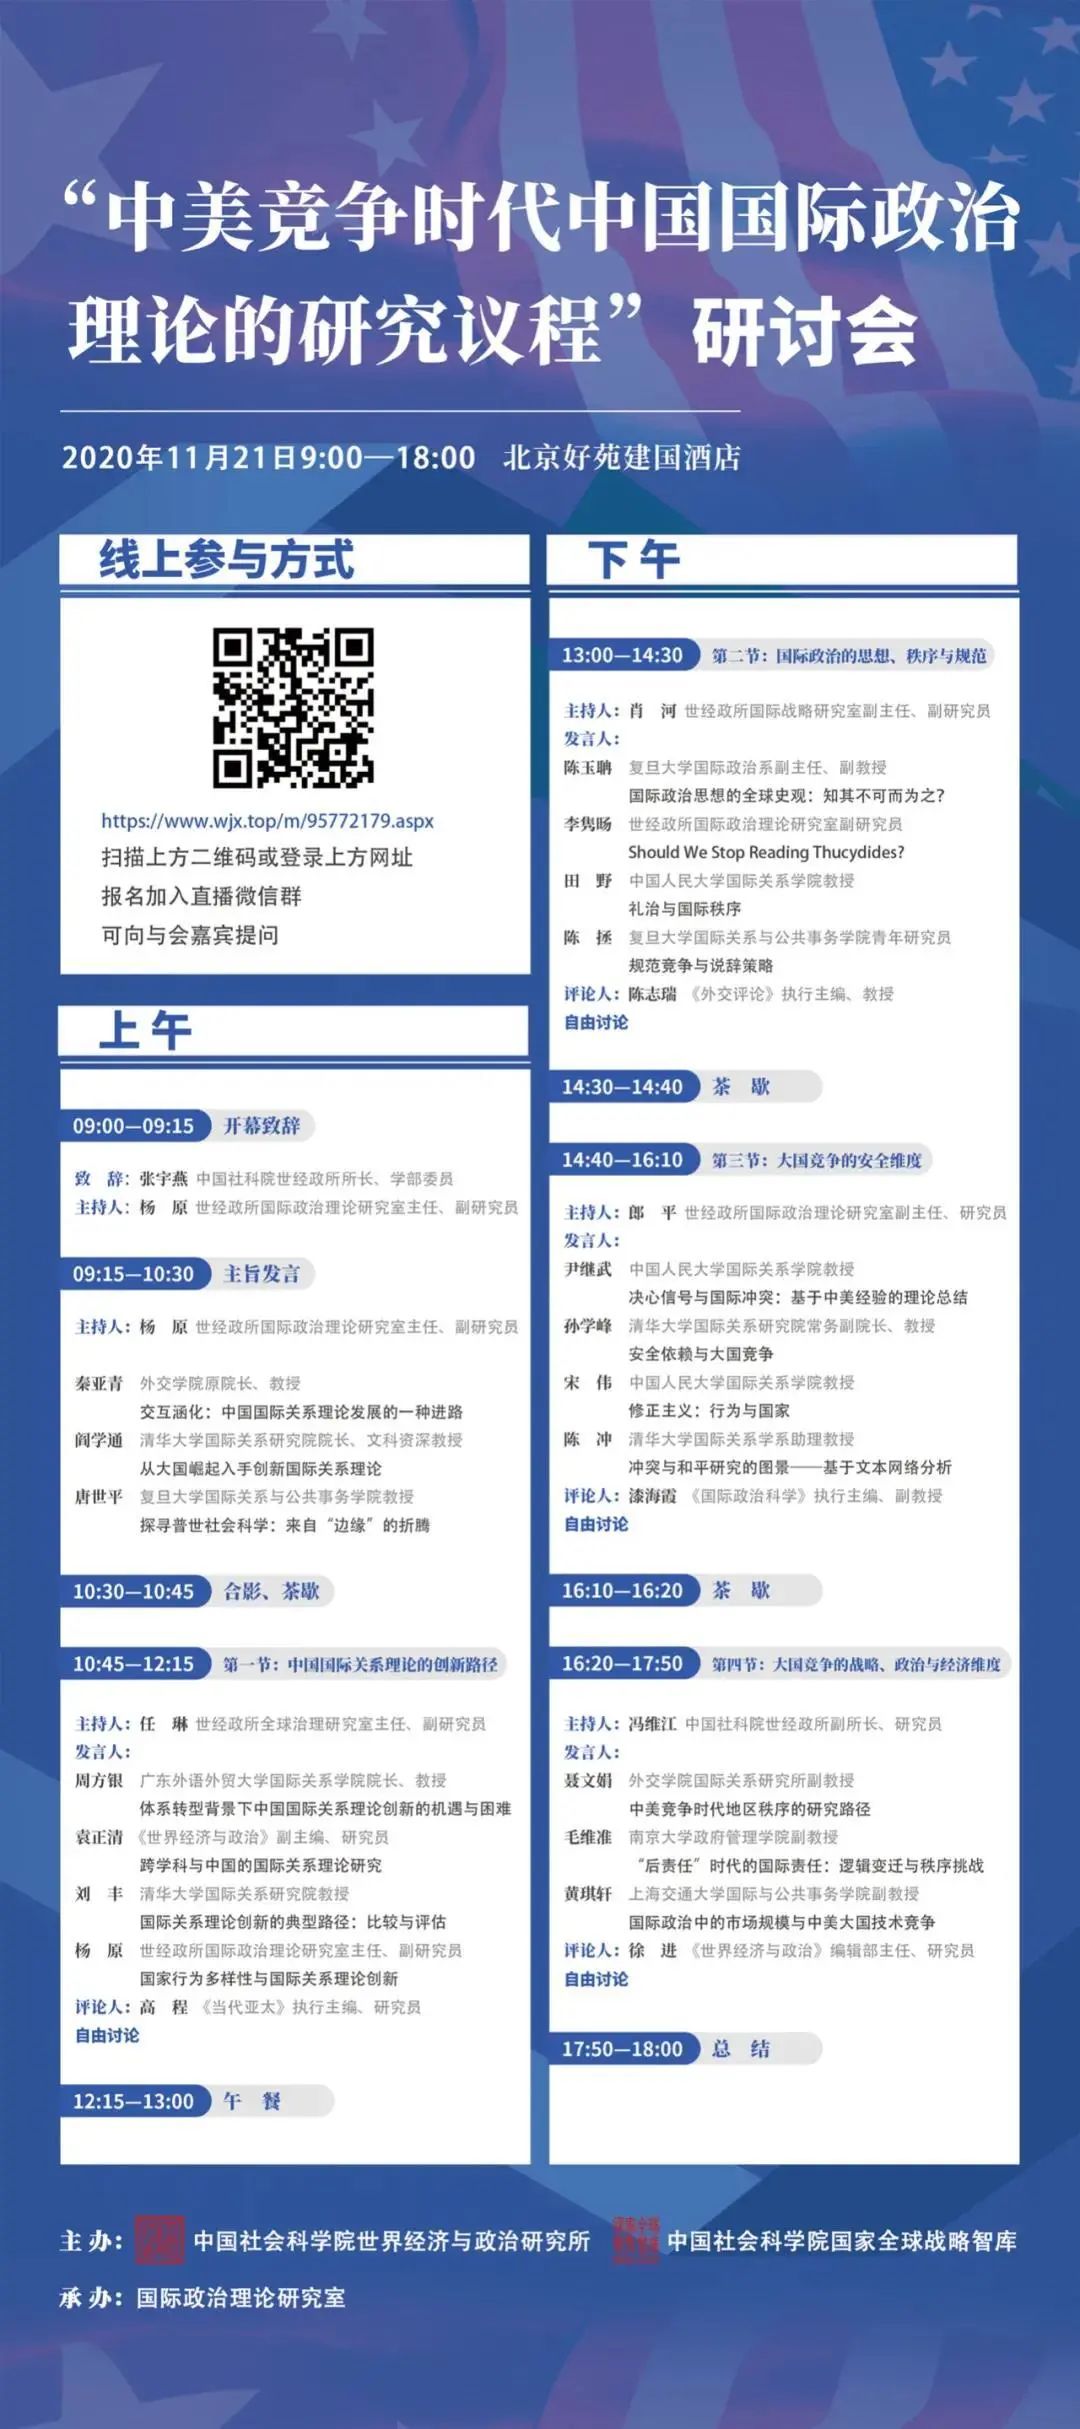 “中美竞争时代中国国际政治
理论的研究议程”研讨会
2020年11月21日9:00—18:00 北京好苑建国酒店
线上参与方式
https://www.wjx.top/m/95772179.aspx
扫描上方二维码或登录上方网址
报名加入直播微信群
可向与会嘉宾提问
上午
09:00—09:15 开幕致辞
致 辞：张宇燕 中国社科院世经政所所长、学部委员
主持人：杨 原 世经政所国际政治理论研究室主任、副研究员
09:15—10:30 主旨发言
主持人：杨 原 世经政所国际政治理论研究室主任、副研究员
秦亚青 外交学院原院长、教授
交互涵化：中国国际关系理论发展的一种进路
阎学通 清华大学国际关系研究院院长、文科资深教授
从大国崛起入手创新国际关系理论
唐世平 复旦大学国际关系与公共事务学院教授
探寻普世社会科学：来自“边缘”的折腾
10:30—10:45 合影、茶歇
10:45—12:15 第一节：中国国际关系理论的创新路径
主持人：任 琳 世经政所全球治理研究室主任、副研究员
发言人：
周方银 广东外语外贸大学国际关系学院院长、教授
体系转型背景下中国国际关系理论创新的机遇与困难
袁正清 《世界经济与政治》副主编、研究员
跨学科与中国的国际关系理论研究
刘 丰 清华大学国际关系研究院教授
国际关系理论创新的典型路径：比较与评估
杨 原 世经政所国际政治理论研究室主任、副研究员
国家行为多样性与国际关系理论创新
评论人：高 程 《当代亚太》执行主编、研究员
自由讨论
12:15—13:00 午 餐
下午
13:00—14:30 第二节：国际政治的思想、秩序与规范
主持人：肖 河 世经政所国际战略研究室副主任、副研究员
发言人：
陈玉聃 复旦大学国际政治系副主任、副教授
国际政治思想的全球史观：知其不可而为之？
李隽旸 世经政所国际政治理论研究室副研究员
Should We Stop Reading Thucydides?
田 野 中国人民大学国际关系学院教授
礼治与国际秩序
陈 拯 复旦大学国际关系与公共事务学院青年研究员
规范竞争与说辞策略
评论人：陈志瑞 《外交评论》执行主编、教授
自由讨论
14:30—14:40 茶 歇
14:40—16:10 第三节：大国竞争的安全维度
主持人：郎 平 世经政所国际政治理论研究室副主任、研究员
发言人：
尹继武 中国人民大学国际关系学院教授
决心信号与国际冲突：基于中美经验的理论总结
孙学峰 清华大学国际关系研究院常务副院长、教授
安全依赖与大国竞争
宋 伟 中国人民大学国际关系学院教授
修正主义：行为与国家
陈 冲 清华大学国际关系学系助理教授
冲突与和平研究的图景——基于文本网络分析
评论人：漆海霞 《国际政治科学》执行主编、副教授
自由讨论
16:10—16:20 茶 歇
16:20—17:50 第四节：大国竞争的战略、政治与经济维度
主持人：冯维江 中国社科院世经政所副所长、研究员
发言人：
聂文娟 外交学院国际关系研究所副教授
中美竞争时代地区秩序的研究路径
毛维准 南京大学政府管理学院副教授
“后责任”时代的国际责任：逻辑变迁与秩序挑战
黄琪轩 上海交通大学国际与公共事务学院副教授
国际政治中的市场规模与中美大国技术竞争
评论人：徐 进 《世界经济与政治》编辑部主任、研究员
自由讨论
17:50—18:00 总 结
主 办：中国社会科学院世界经济与政治研究所 中国社会科学院国家全球战略智库
承 办：国际政治理论研究室